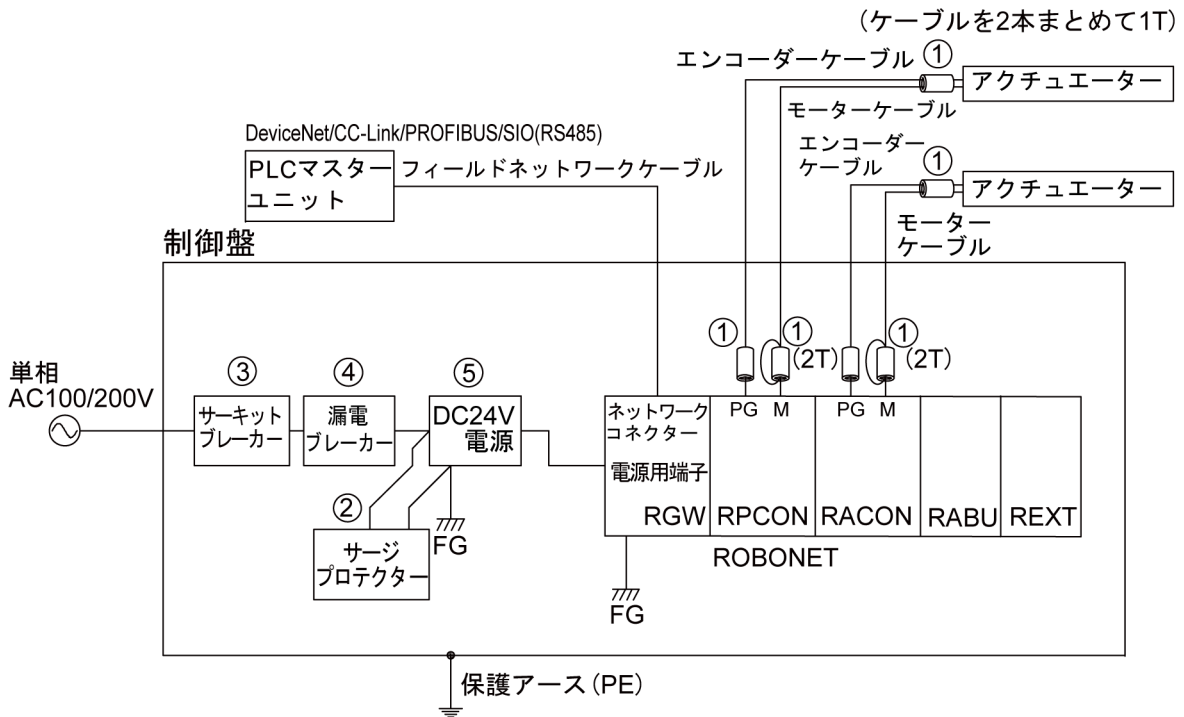 (ケーブルを2本まとめて1T)
エンコーダーケーブル ①
アクチュエーター
モーターケーブル
DeviceNet/CC-Link/PROFIBUS/SIO(RS485)
PLCマスター
ユニット
フィールドネットワークケーブル
エンコーダー
ケーブル
①
アクチュエーター
モーター
ケーブル
制御盤
① ① (2T) ① (2T)
単相
AC100/200V
③ ④ ⑤
サーキット
ブレーカー
漏電
ブレーカー
DC24V
電源
ネットワーク
コネクター
電源用端子
RGW
PG M
RPCON
PG M
RACON
RABU
REXT
ROBONET
②
サージ
プロテクター
FG
FG
保護アース(PE)